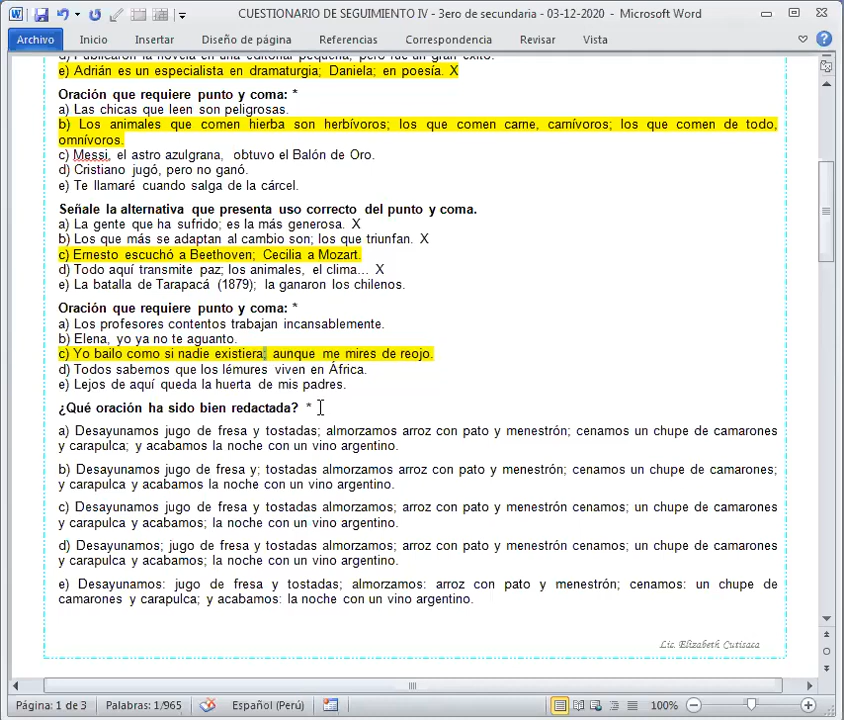 CUESTIONARIO DE SEGUIMIENTO IV - 3ero de secundaria - 03-12-2020 - Microsoft Word
Archivo Inicio Insertar Diseño de página Referencias Correspondencia Revisar Vista
d) Publicaron la novela en una editorial pequeña, pero fue un gran éxito.
e) Adrián es un especialista en dramaturgia; Daniela; en poesía. X
Oración que requiere punto y coma: *
a) Las chicas que leen son peligrosas.
b) Los animales que comen hierba son herbívoros; los que comen carne, carnívoros; los que comen de todo,
omnívoros.
c) Messi, el astro azulgrana, obtuvo el Balón de Oro.
d) Cristiano jugó, pero no ganó.
e) Te llamaré cuando salga de la cárcel.
Señale la alternativa que presenta uso correcto del punto y coma.
a) La gente que ha sufrido; es la más generosa. X
b) Los que más se adaptan al cambio son; los que triunfan. X
c) Ernesto escuchó a Beethoven; Cecilia a Mozart.
d) Todo aquí transmite paz; los animales, el clima... X
e) La batalla de Tarapacá (1879); la ganaron los chilenos.
Oración que requiere punto y coma: *
a) Los profesores contentos trabajan incansablemente.
b) Elena, yo ya no te aguanto.
c) Yo bailo como si nadie existiera; aunque me mires de reojo.
d) Todos sabemos que los lémures viven en África.
e) Lejos de aquí queda la huerta de mis padres.
¿Qué oración ha sido bien redactada? *
a) Desayunamos jugo de fresa y tostadas; almorzamos arroz con pato y menestrón; cenamos un chupe de camarones
y carapulca; y acabamos la noche con un vino argentino.
b) Desayunamos jugo de fresa y; tostadas almorzamos arroz con pato y menestrón; cenamos un chupe de camarones;
y carapulca y acabamos la noche con un vino argentino.
c) Desayunamos jugo de fresa y tostadas almorzamos; arroz con pato y menestrón cenamos; un chupe de camarones
y carapulca y acabamos; la noche con un vino argentino.
d) Desayunamos; jugo de fresa y tostadas almorzamos; arroz con pato y menestrón cenamos; un chupe de camarones
y carapulca y acabamos; la noche con un vino argentino.
e) Desayunamos: jugo de fresa y tostadas; almorzamos: arroz con pato y menestrón; cenamos: un chupe de
camarones y carapulca; y acabamos: la noche con un vino argentino.
Lic. Elizabeth Cutisaca
Página: 1 de 3 Palabras: 1/965 Español (Perú) 100%